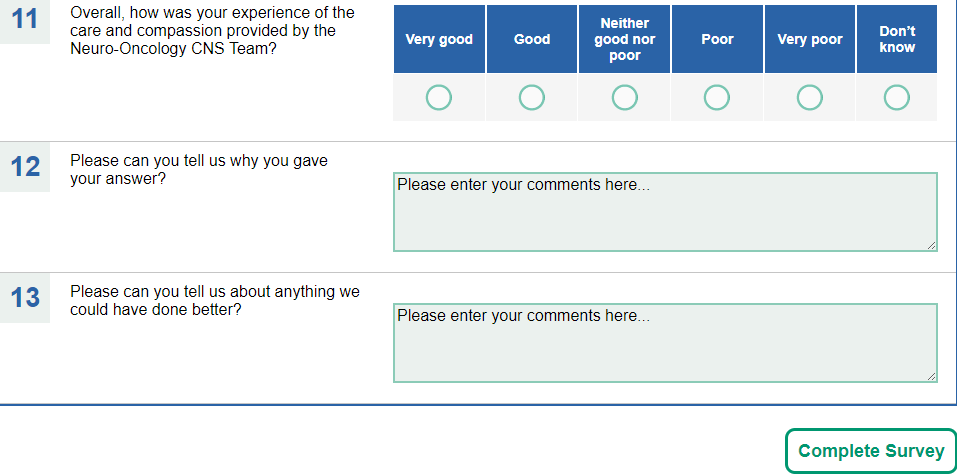 11
Overall, how was your experience of the
care and compassion provided by the
Neuro-Oncology CNS Team?
Very good
Good
Neither
good nor
poor
Poor
Very poor
Don't
know
12
Please can you tell us why you gave
your answer?
Please enter your comments here...
13
Please can you tell us about anything we
could have done better?
Please enter your comments here...
Complete Survey